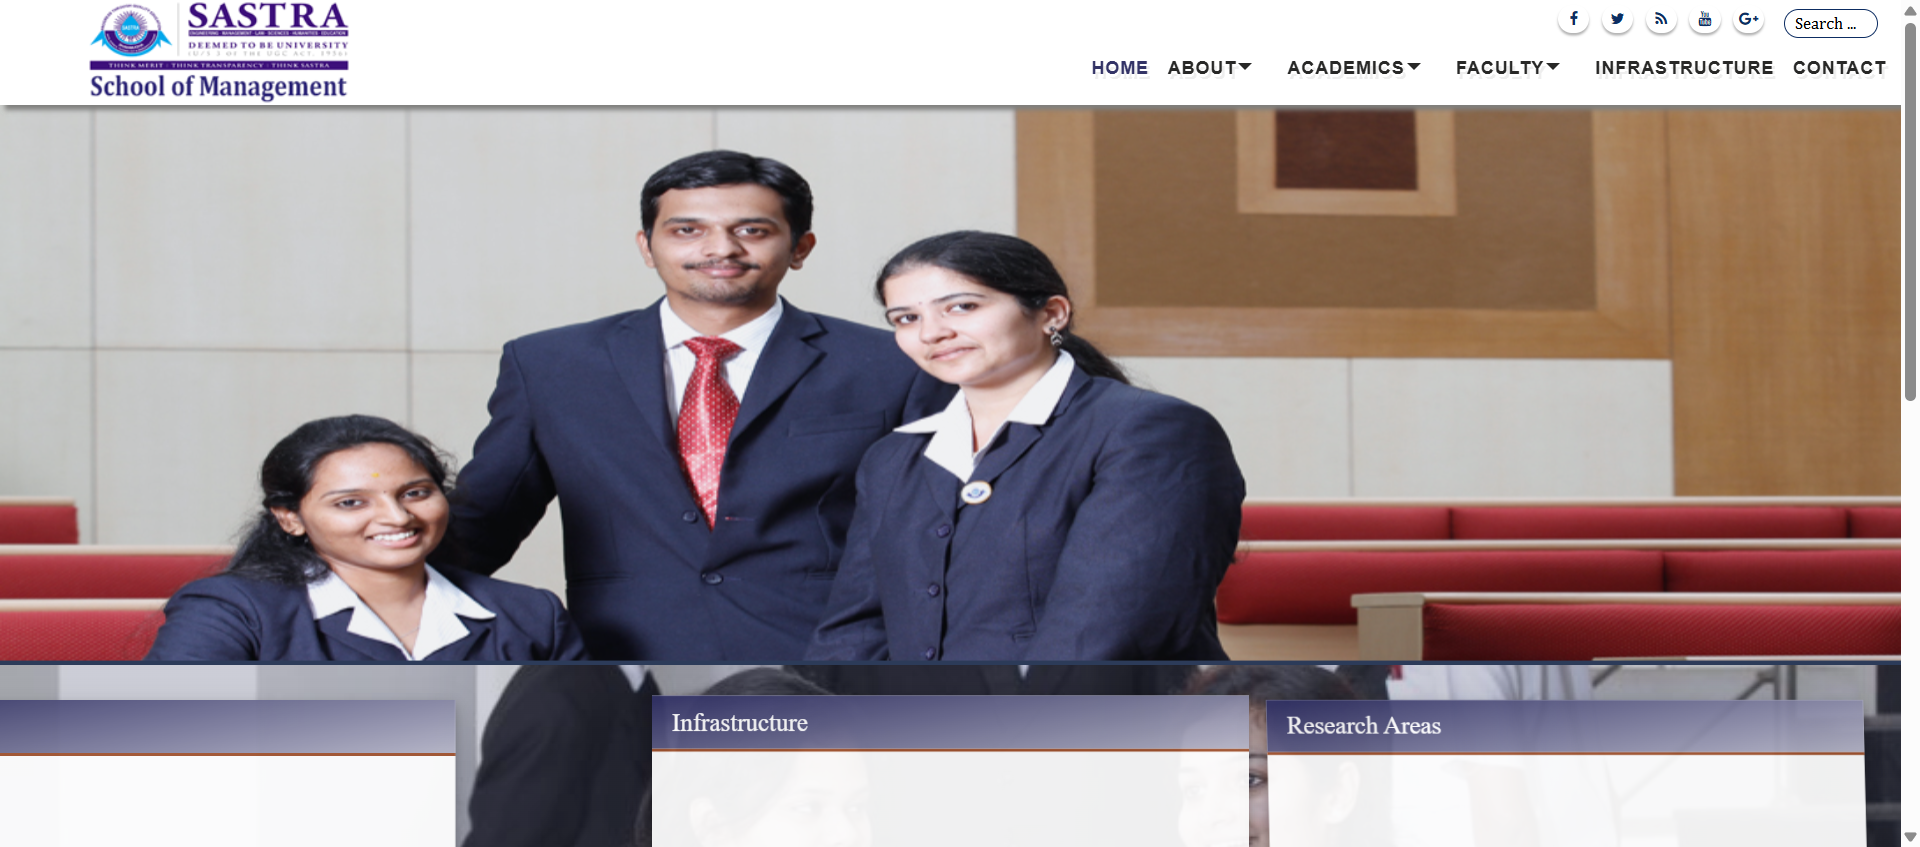 SASTRA
ENGINEERING MANAGEMENT LAW SCIENCES HUMANITIES EDUCATION
DEEMED TO BE UNIVERSITY
(U/S 3 OF THE UGC ACT, 1956)
THINK MERIT · THINK TRANSPARENCY · THINK SASTRA
School of Management
Search ...
HOME ABOUT ACADEMICS FACULTY INFRASTRUCTURE CONTACT
Infrastructure
Research Areas